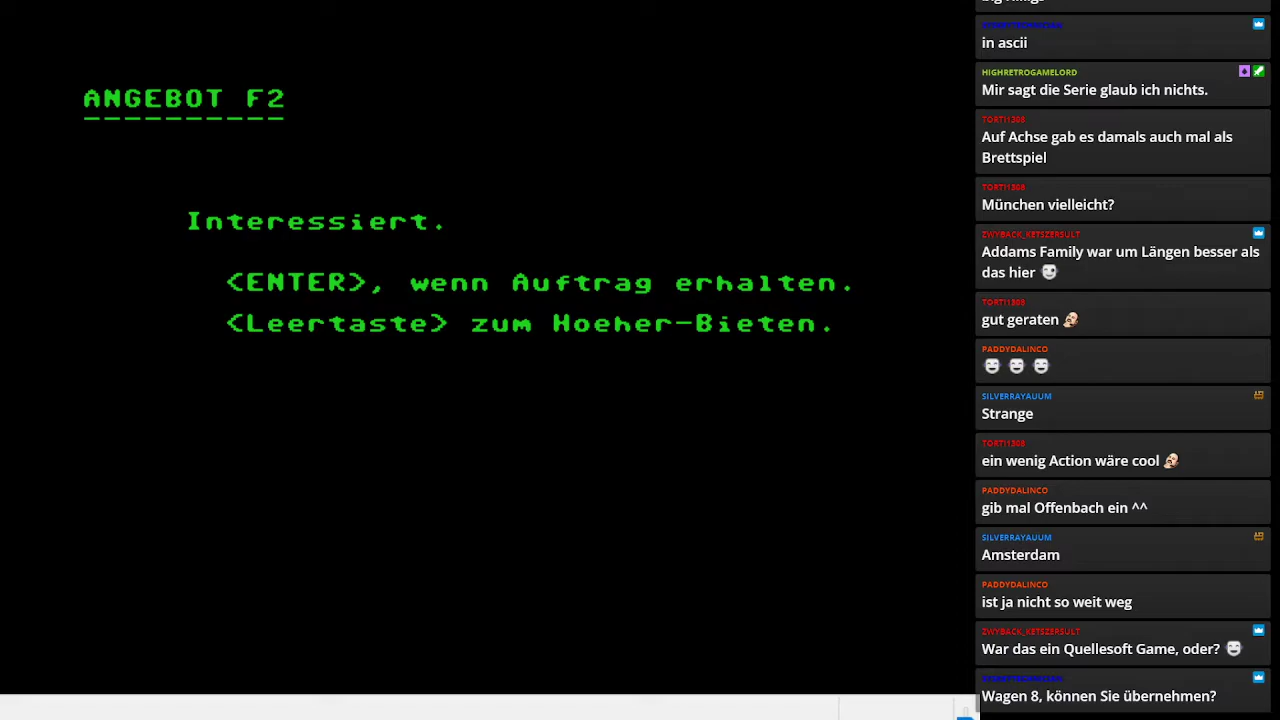 ANGEBOT F2
----------
Interessiert.
<ENTER>, wenn Auftrag erhalten.
<Leertaste> zum Hoeher-Bieten.
in ascii
HIGHRETROGAMELORD
Mir sagt die Serie glaub ich nichts.
TORTI1308
Auf Achse gab es damals auch mal als
Brettspiel
TORTI1308
München vielleicht?
ZWYBACK_KETSZERSULT
Addams Family war um Längen besser als
das hier
TORTI1308
gut geraten
PADDYDALINCO
SILVERRAYAUUM
Strange
TORTI1308
ein wenig Action wäre cool
PADDYDALINCO
gib mal Offenbach ein ^^
SILVERRAYAUUM
Amsterdam
PADDYDALINCO
ist ja nicht so weit weg
ZWYBACK_KETSZERSULT
War das ein Quellesoft Game, oder?
Wagen 8, können Sie übernehmen?